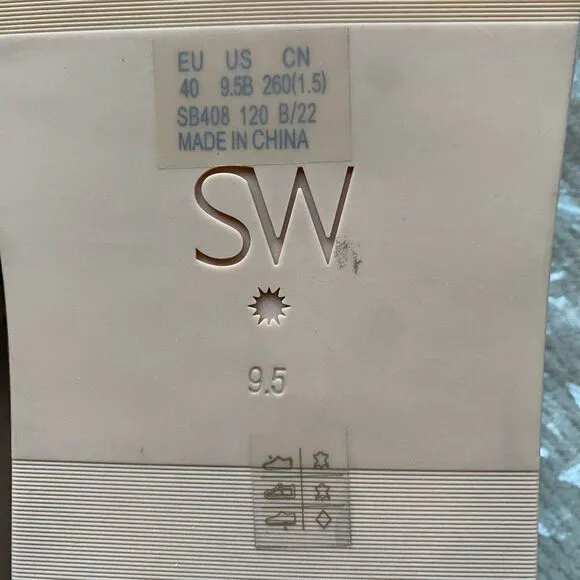 EU US CN
40 9.5B 260(1.5)
SB408 120 B/22
MADE IN CHINA
SW
9.5